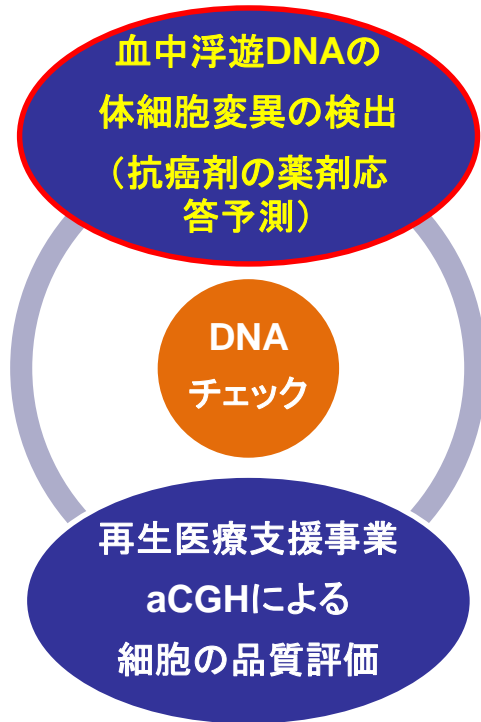 血中浮遊DNAの
体細胞変異の検出
（抗癌剤の薬剤応
答予測）
DNA
チェック
再生医療支援事業
aCGHによる
細胞の品質評価